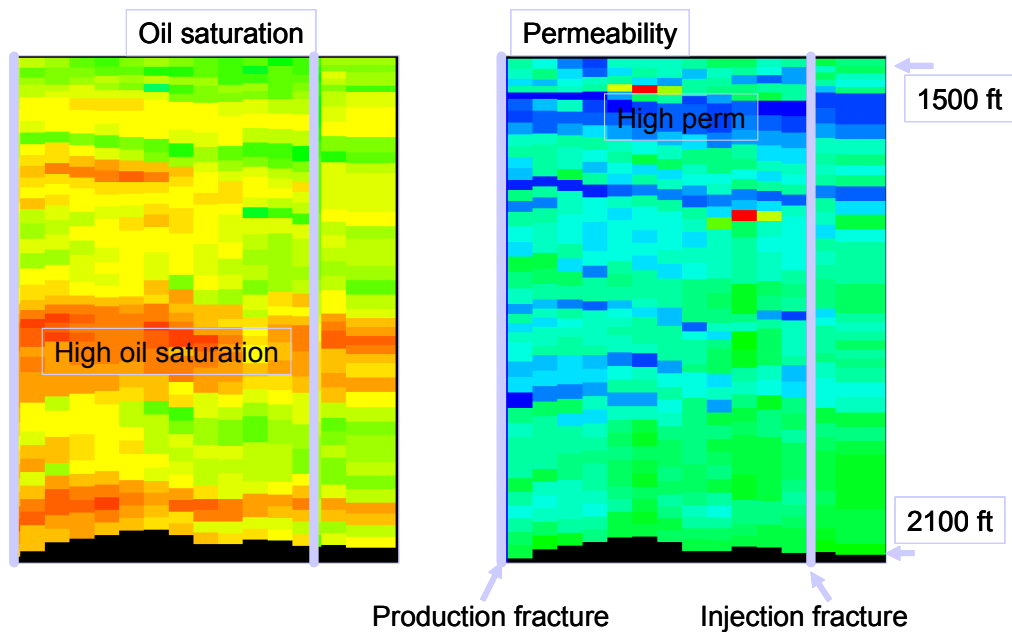 Oil saturation
Permeability
1500 ft
High perm
High oil saturation
2100 ft
Production fracture
Injection fracture